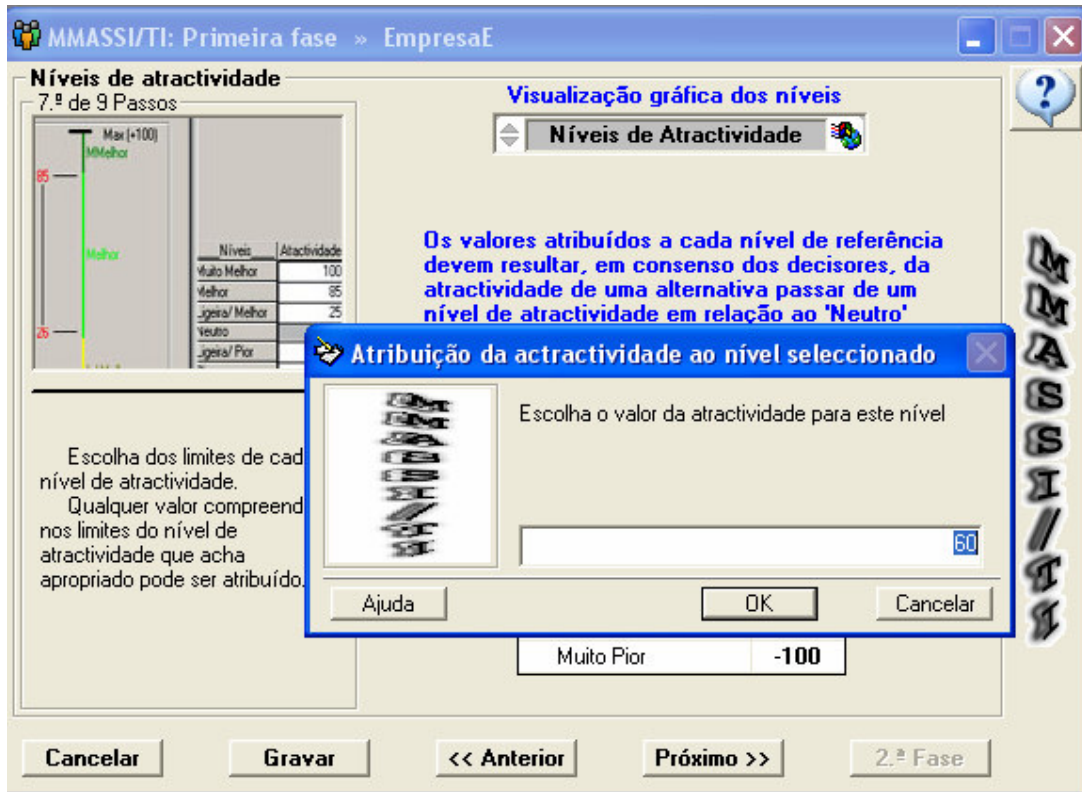 MMASSI/TI: Primeira fase » EmpresaE
Níveis de atractividade
7.º de 9 Passos
Max (+100)
MMelhor
85
Melhor
Níveis Atractividade
Muito Melhor 100
Melhor 85
Ligeira/ Melhor 25
Neutro
Ligeira/ Pior
Visualização gráfica dos níveis
Níveis de Atractividade
Os valores atribuídos a cada nível de referência
devem resultar, em consenso dos decisores, da
atractividade de uma alternativa passar de um
nível de atractividade em relação ao 'Neutro'
MMASSI/TI
Escolha dos limites de cad
nível de atractividade.
Qualquer valor compreend
nos limites do nível de
atractividade que acha
apropriado pode ser atribuído.
Atribuição da actractividade ao nível seleccionado
MMASSI/TI
Escolha o valor da atractividade para este nível
60
Ajuda OK Cancelar
Muito Pior -100
Cancelar Gravar << Anterior Próximo >> 2.ª Fase